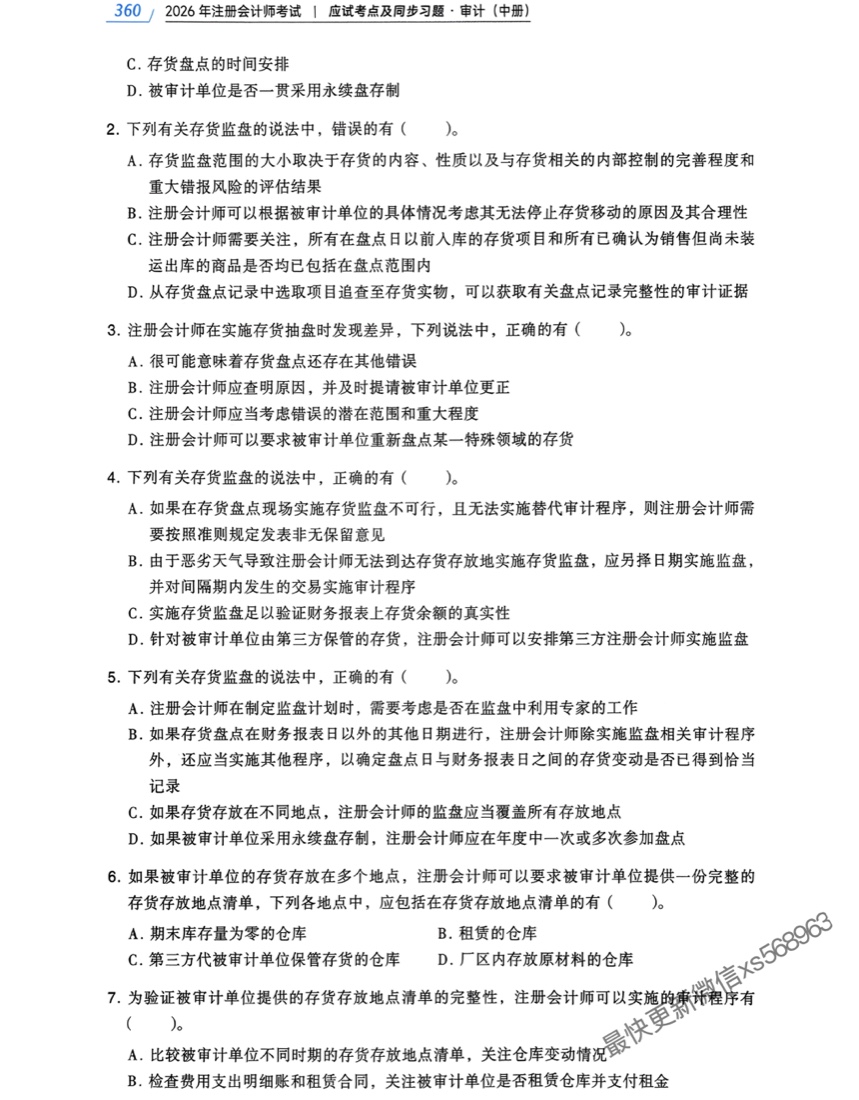 360 2026年注册会计师考试 | 应试考点及同步习题·审计（中册）
C. 存货盘点的时间安排
D. 被审计单位是否一贯采用永续盘存制
2. 下列有关存货监盘的说法中，错误的有（　　）。
A. 存货监盘范围的大小取决于存货的内容、性质以及与存货相关的内部控制的完善程度和
重大错报风险的评估结果
B. 注册会计师可以根据被审计单位的具体情况考虑其无法停止存货移动的原因及其合理性
C. 注册会计师需要关注，所有在盘点日以前入库的存货项目和所有已确认为销售但尚未装
运出库的商品是否均已包括在盘点范围内
D. 从存货盘点记录中选取项目追查至存货实物，可以获取有关盘点记录完整性的审计证据
3. 注册会计师在实施存货抽盘时发现差异，下列说法中，正确的有（　　）。
A. 很可能意味着存货盘点还存在其他错误
B. 注册会计师应查明原因，并及时提请被审计单位更正
C. 注册会计师应当考虑错误的潜在范围和重大程度
D. 注册会计师可以要求被审计单位重新盘点某一特殊领域的存货
4. 下列有关存货监盘的说法中，正确的有（　　）。
A. 如果在存货盘点现场实施存货监盘不可行，且无法实施替代审计程序，则注册会计师需
要按照准则规定发表非无保留意见
B. 由于恶劣天气导致注册会计师无法到达存货存放地实施存货监盘，应另择日期实施监盘，
并对间隔期内发生的交易实施审计程序
C. 实施存货监盘足以验证财务报表上存货余额的真实性
D. 针对被审计单位由第三方保管的存货，注册会计师可以安排第三方注册会计师实施监盘
5. 下列有关存货监盘的说法中，正确的有（　　）。
A. 注册会计师在制定监盘计划时，需要考虑是否在监盘中利用专家的工作
B. 如果存货盘点在财务报表日以外的其他日期进行，注册会计师除实施监盘相关审计程序
外，还应当实施其他程序，以确定盘点日与财务报表日之间的存货变动是否已得到恰当
记录
C. 如果存货存放在不同地点，注册会计师的监盘应当覆盖所有存放地点
D. 如果被审计单位采用永续盘存制，注册会计师应在年度中一次或多次参加盘点
6. 如果被审计单位的存货存放在多个地点，注册会计师可以要求被审计单位提供一份完整的
存货存放地点清单，下列各地点中，应包括在存货存放地点清单的有（　　）。
A. 期末库存量为零的仓库　　B. 租赁的仓库
C. 第三方代被审计单位保管存货的仓库　　D. 厂区内存放原材料的仓库
7. 为验证被审计单位提供的存货存放地点清单的完整性，注册会计师可以实施的审计程序有
（　　）。
A. 比较被审计单位不同时期的存货存放地点清单，关注仓库变动情况
B. 检查费用支出明细账和租赁合同，关注被审计单位是否租赁仓库并支付租金
最快更新微信xs568963